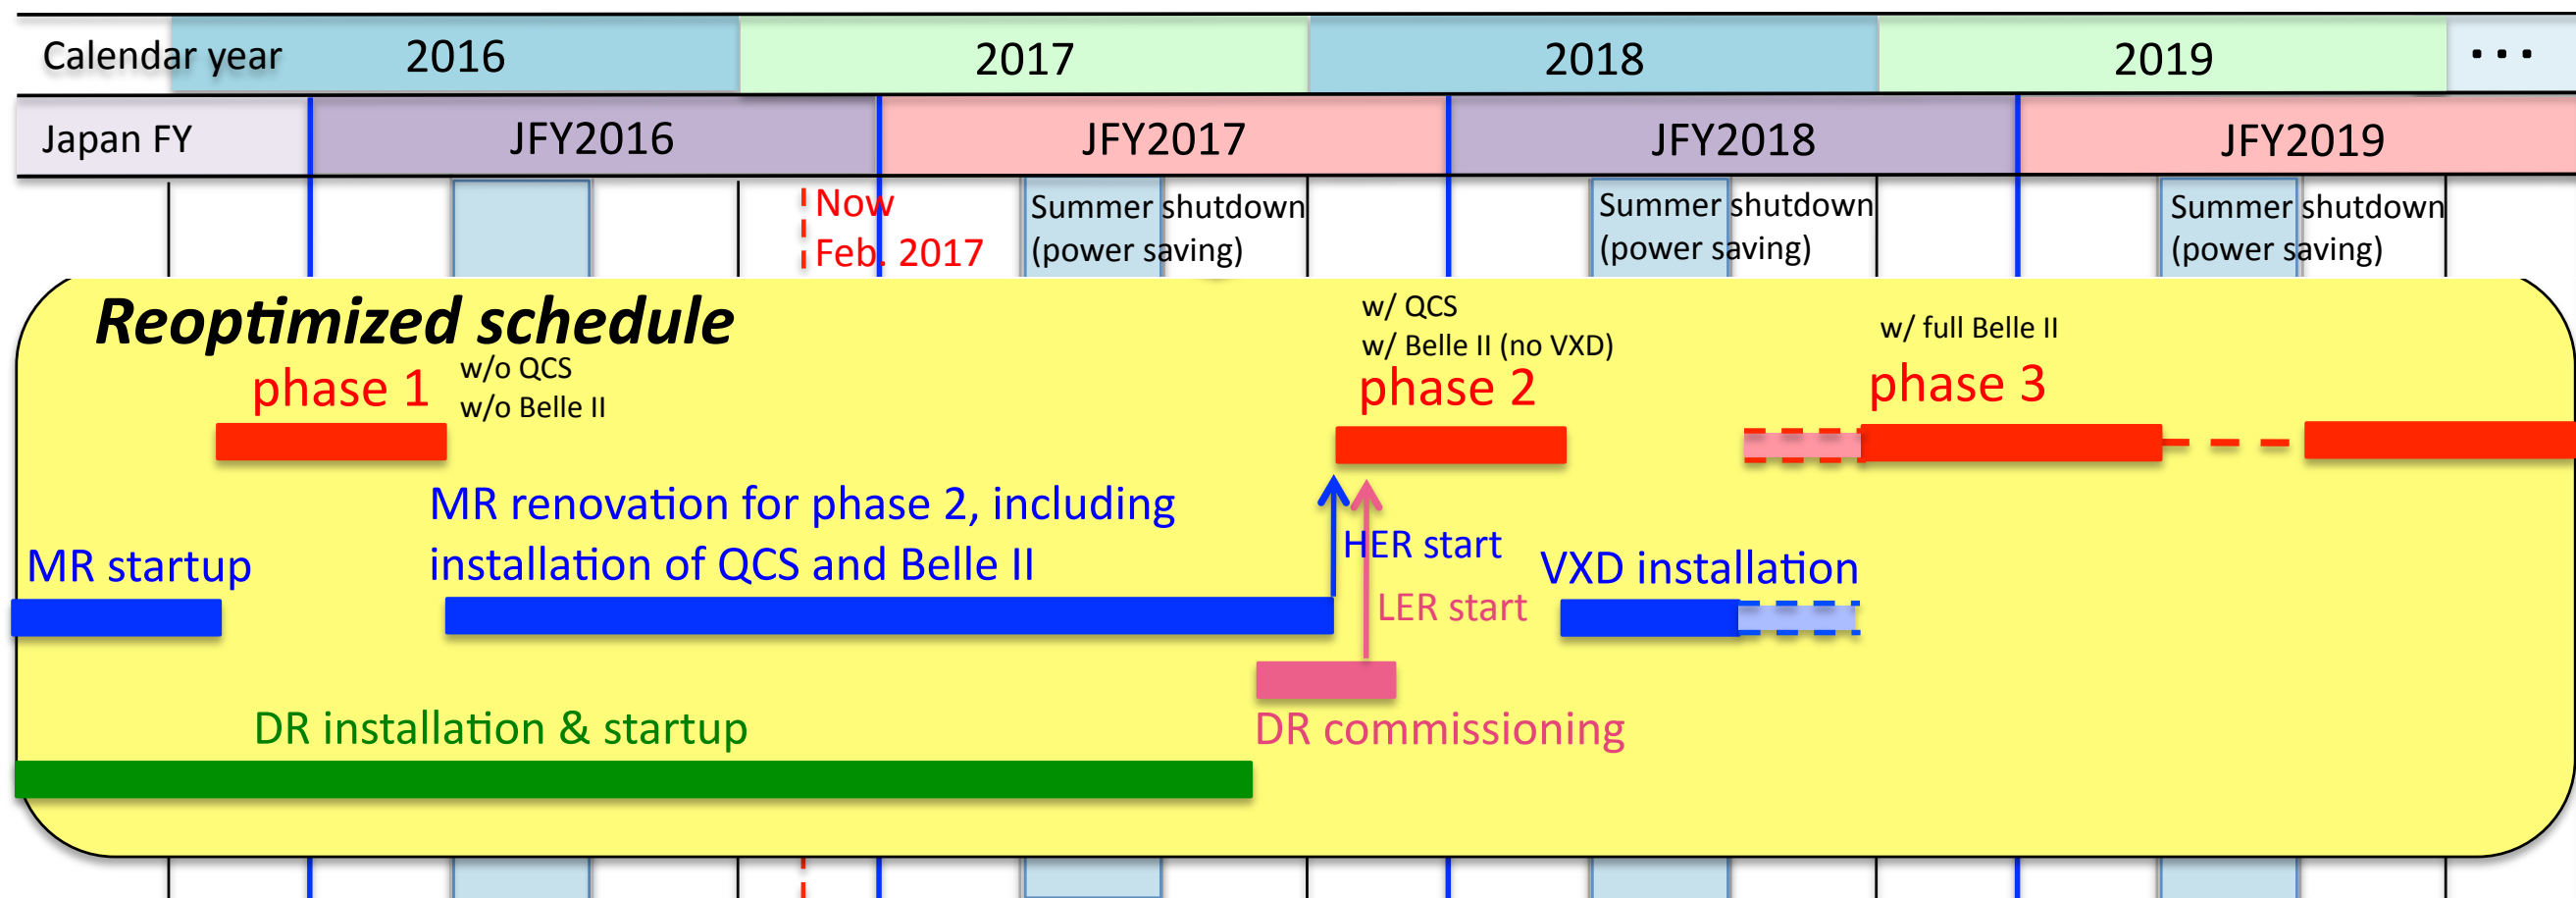 Calendar year 2016 2017 2018 2019 ...
Japan FY JFY2016 JFY2017 JFY2018 JFY2019
Now
Feb. 2017
Summer shutdown
(power saving)
Summer shutdown
(power saving)
Summer shutdown
(power saving)
Reoptimized schedule
phase 1
w/o QCS
w/o Belle II
w/ QCS
w/ Belle II (no VXD)
phase 2
w/ full Belle II
phase 3
MR startup
MR renovation for phase 2, including
installation of QCS and Belle II
HER start
LER start
VXD installation
DR installation & startup
DR commissioning